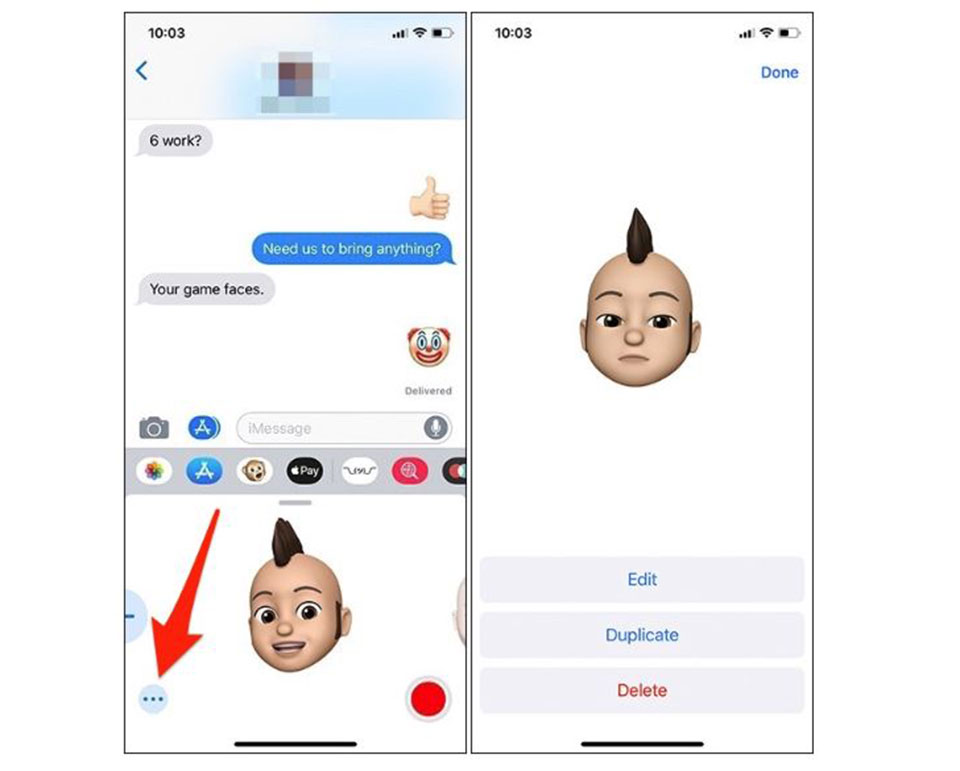 10:03
6 work?
Need us to bring anything?
Your game faces.
Delivered
iMessage
Pay
10:03
Done
Edit
Duplicate
Delete